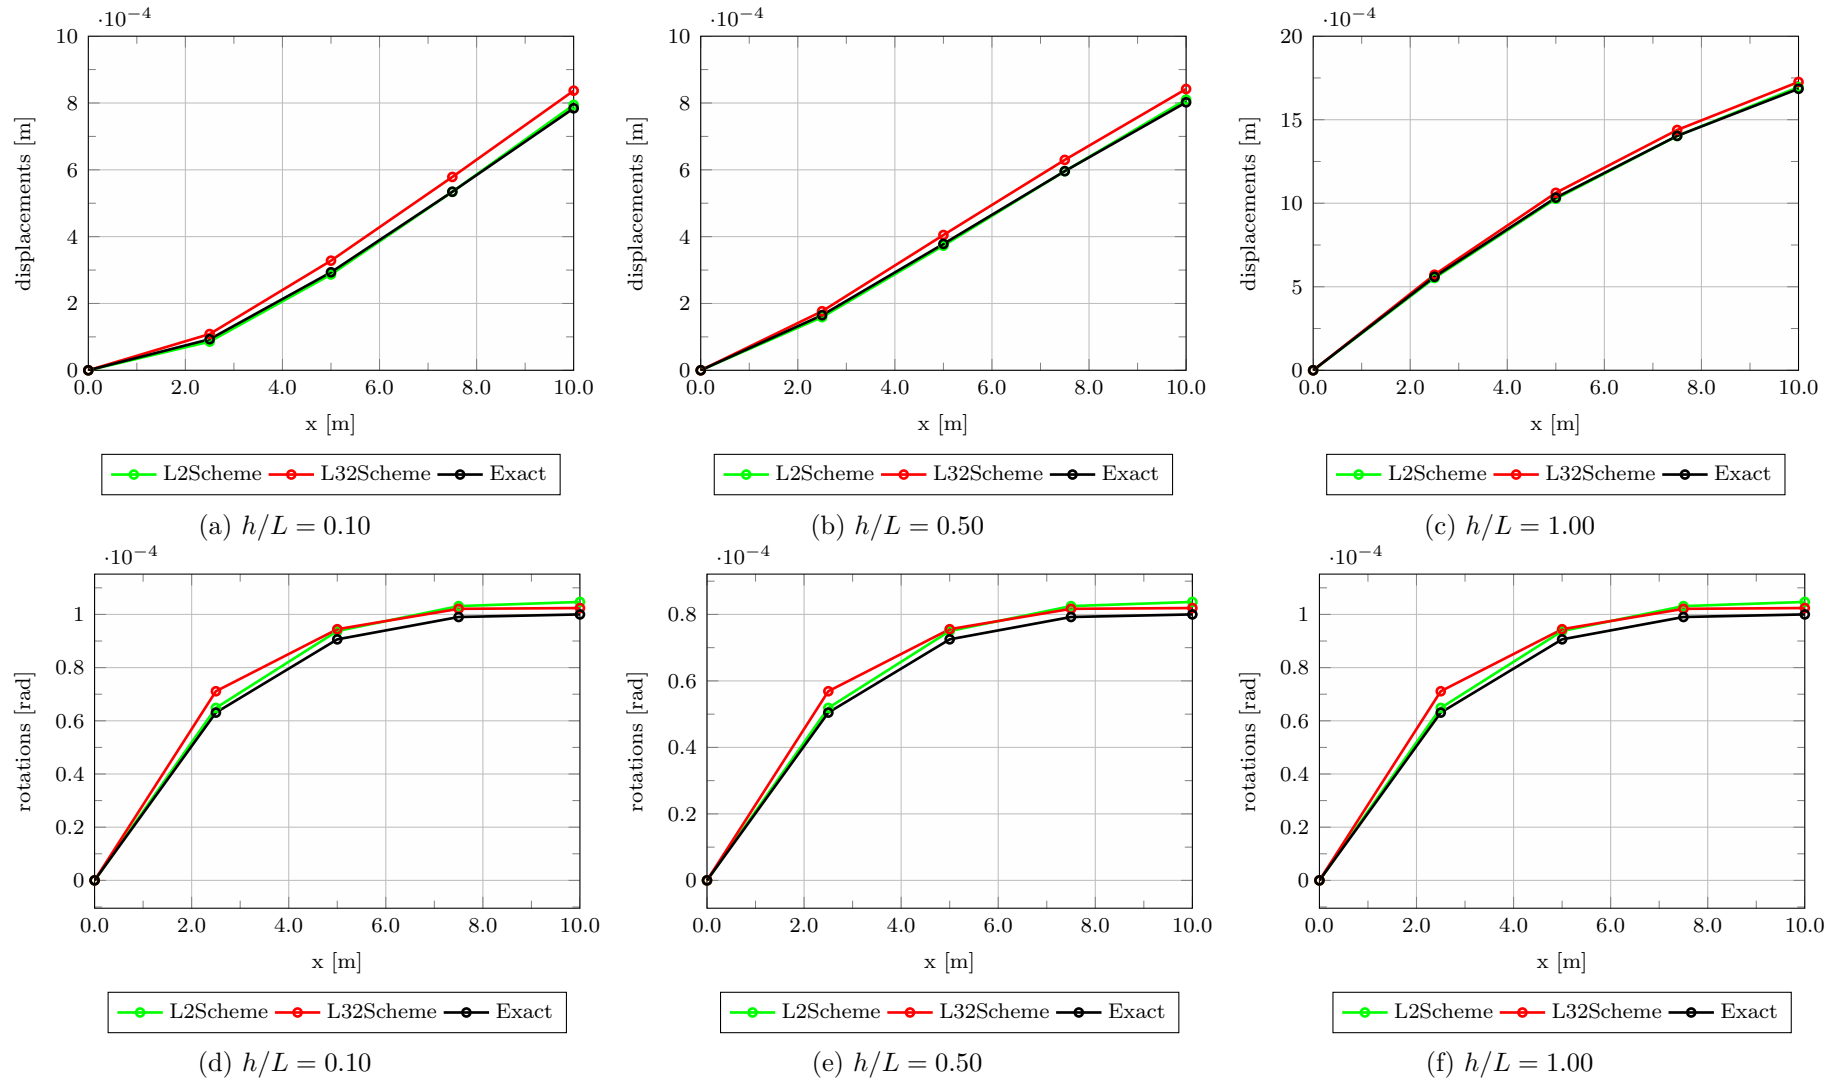 ·10⁻⁴ ·10⁻⁴ ·10⁻⁴
displacements [m]
10
8
6
4
2
0
0.0 2.0 4.0 6.0 8.0 10.0
x [m]
L2Scheme L32Scheme Exact
(a) h/L = 0.10
displacements [m]
10
8
6
4
2
0
0.0 2.0 4.0 6.0 8.0 10.0
x [m]
L2Scheme L32Scheme Exact
(b) h/L = 0.50
displacements [m]
20
15
10
5
0
0.0 2.0 4.0 6.0 8.0 10.0
x [m]
L2Scheme L32Scheme Exact
(c) h/L = 1.00
·10⁻⁴ ·10⁻⁴ ·10⁻⁴
rotations [rad]
1
0.8
0.6
0.4
0.2
0
0.0 2.0 4.0 6.0 8.0 10.0
x [m]
L2Scheme L32Scheme Exact
(d) h/L = 0.10
rotations [rad]
0.8
0.6
0.4
0.2
0
0.0 2.0 4.0 6.0 8.0 10.0
x [m]
L2Scheme L32Scheme Exact
(e) h/L = 0.50
rotations [rad]
1
0.8
0.6
0.4
0.2
0
0.0 2.0 4.0 6.0 8.0 10.0
x [m]
L2Scheme L32Scheme Exact
(f) h/L = 1.00